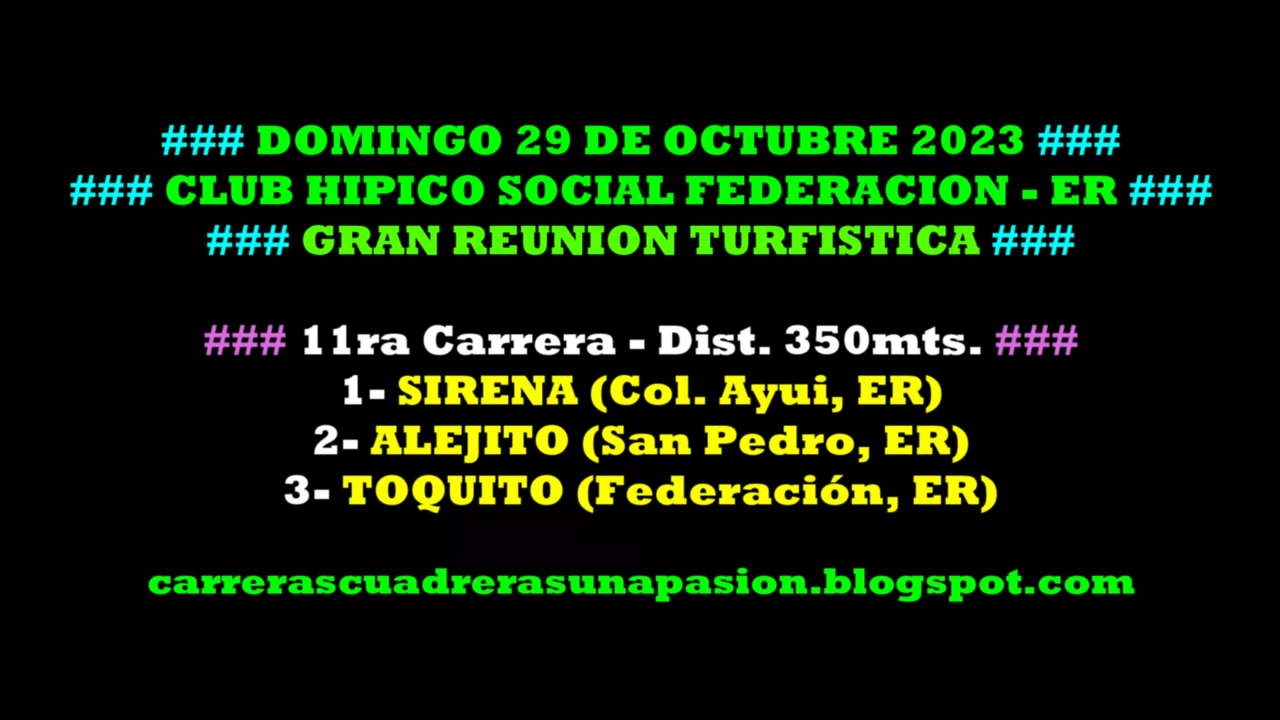 ### DOMINGO 29 DE OCTUBRE 2023 ###
### CLUB HIPICO SOCIAL FEDERACION - ER ###
### GRAN REUNION TURFISTICA ###
### 11ra Carrera - Dist. 350mts. ###
1- SIRENA (Col. Ayui, ER)
2- ALEJITO (San Pedro, ER)
3- TOQUITO (Federación, ER)
carrerascuadrerasunapasion.blogspot.com